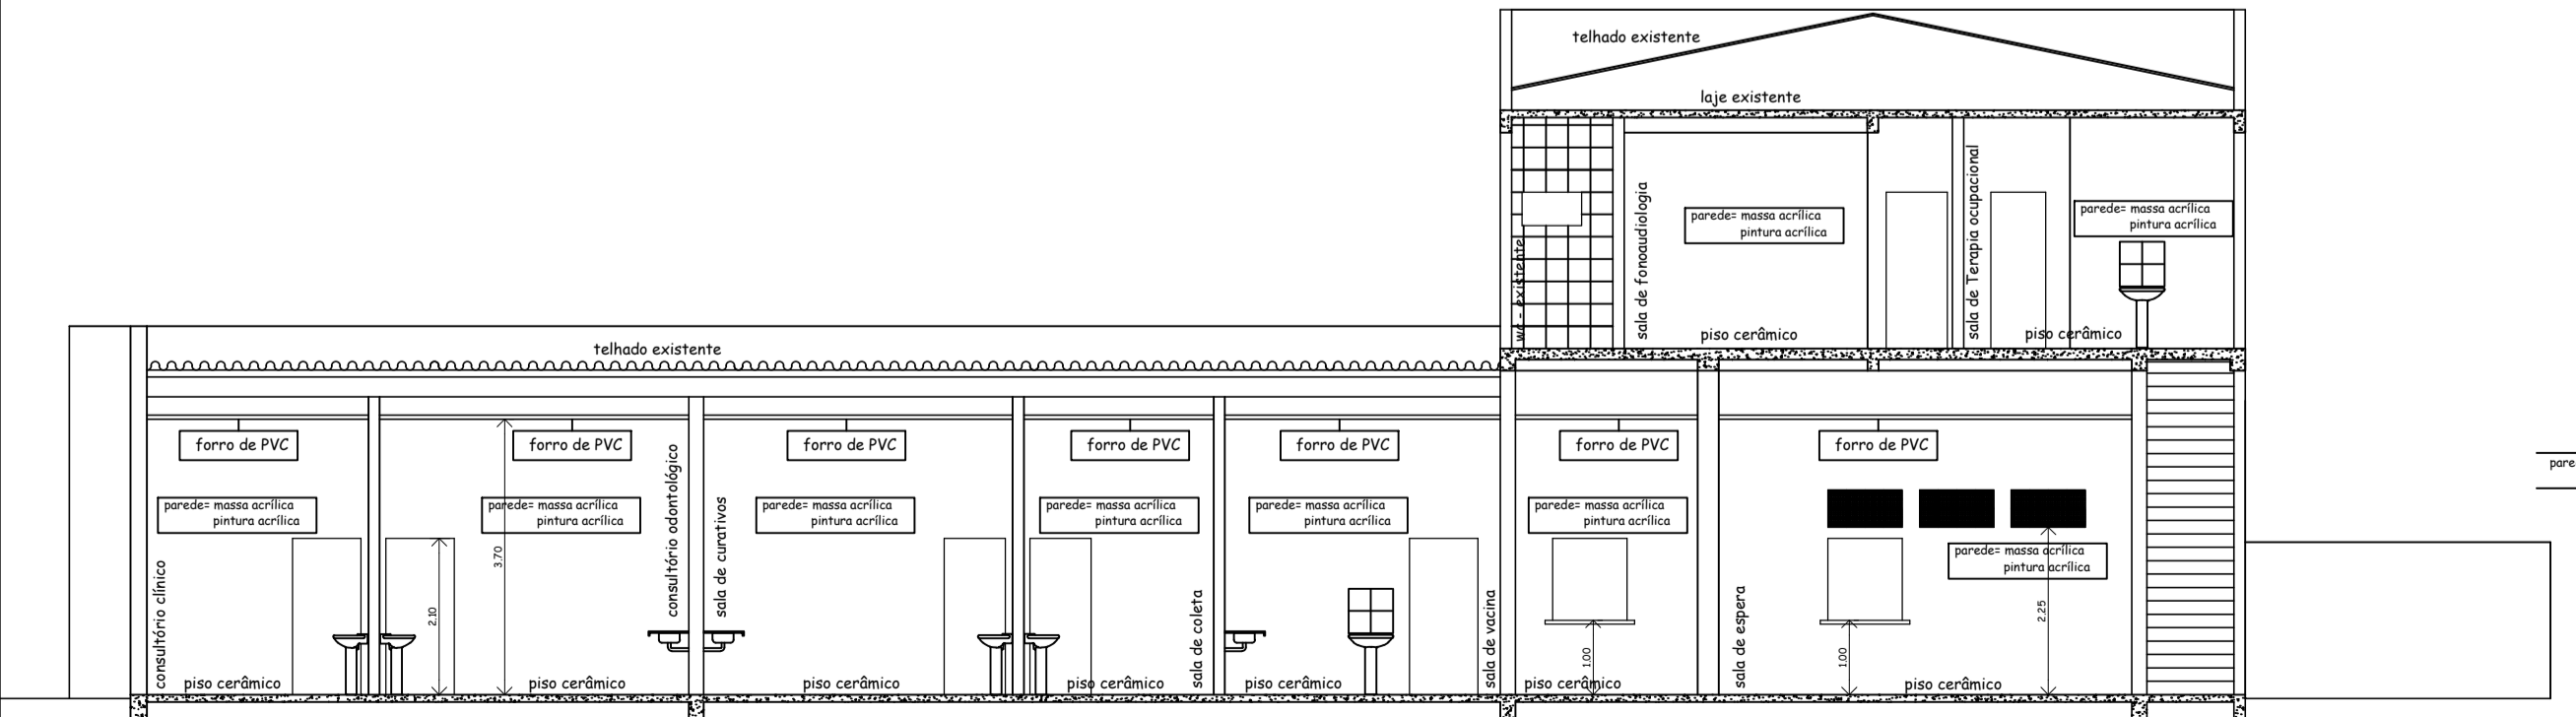 telhado existente
laje existente
wc - existente
sala de fonoaudiologia
parede= massa acrílica
pintura acrílica
piso cerâmico
sala de Terapia ocupacional
parede= massa acrílica
pintura acrílica
piso cerâmico
telhado existente
forro de PVC
forro de PVC
forro de PVC
forro de PVC
forro de PVC
forro de PVC
forro de PVC
parede= massa acrílica
pintura acrílica
parede= massa acrílica
pintura acrílica
parede= massa acrílica
pintura acrílica
parede= massa acrílica
pintura acrílica
parede= massa acrílica
pintura acrílica
parede= massa acrílica
pintura acrílica
parede= massa acrílica
pintura acrílica
pare
consultório clínico
2.10
3.70
consultório odontológico
sala de curativos
sala de coleta
sala de vacina
1.00
sala de espera
1.00
2.25
piso cerâmico
piso cerâmico
piso cerâmico
piso cerâmico
piso cerâmico
piso cerâmico
piso cerâmico